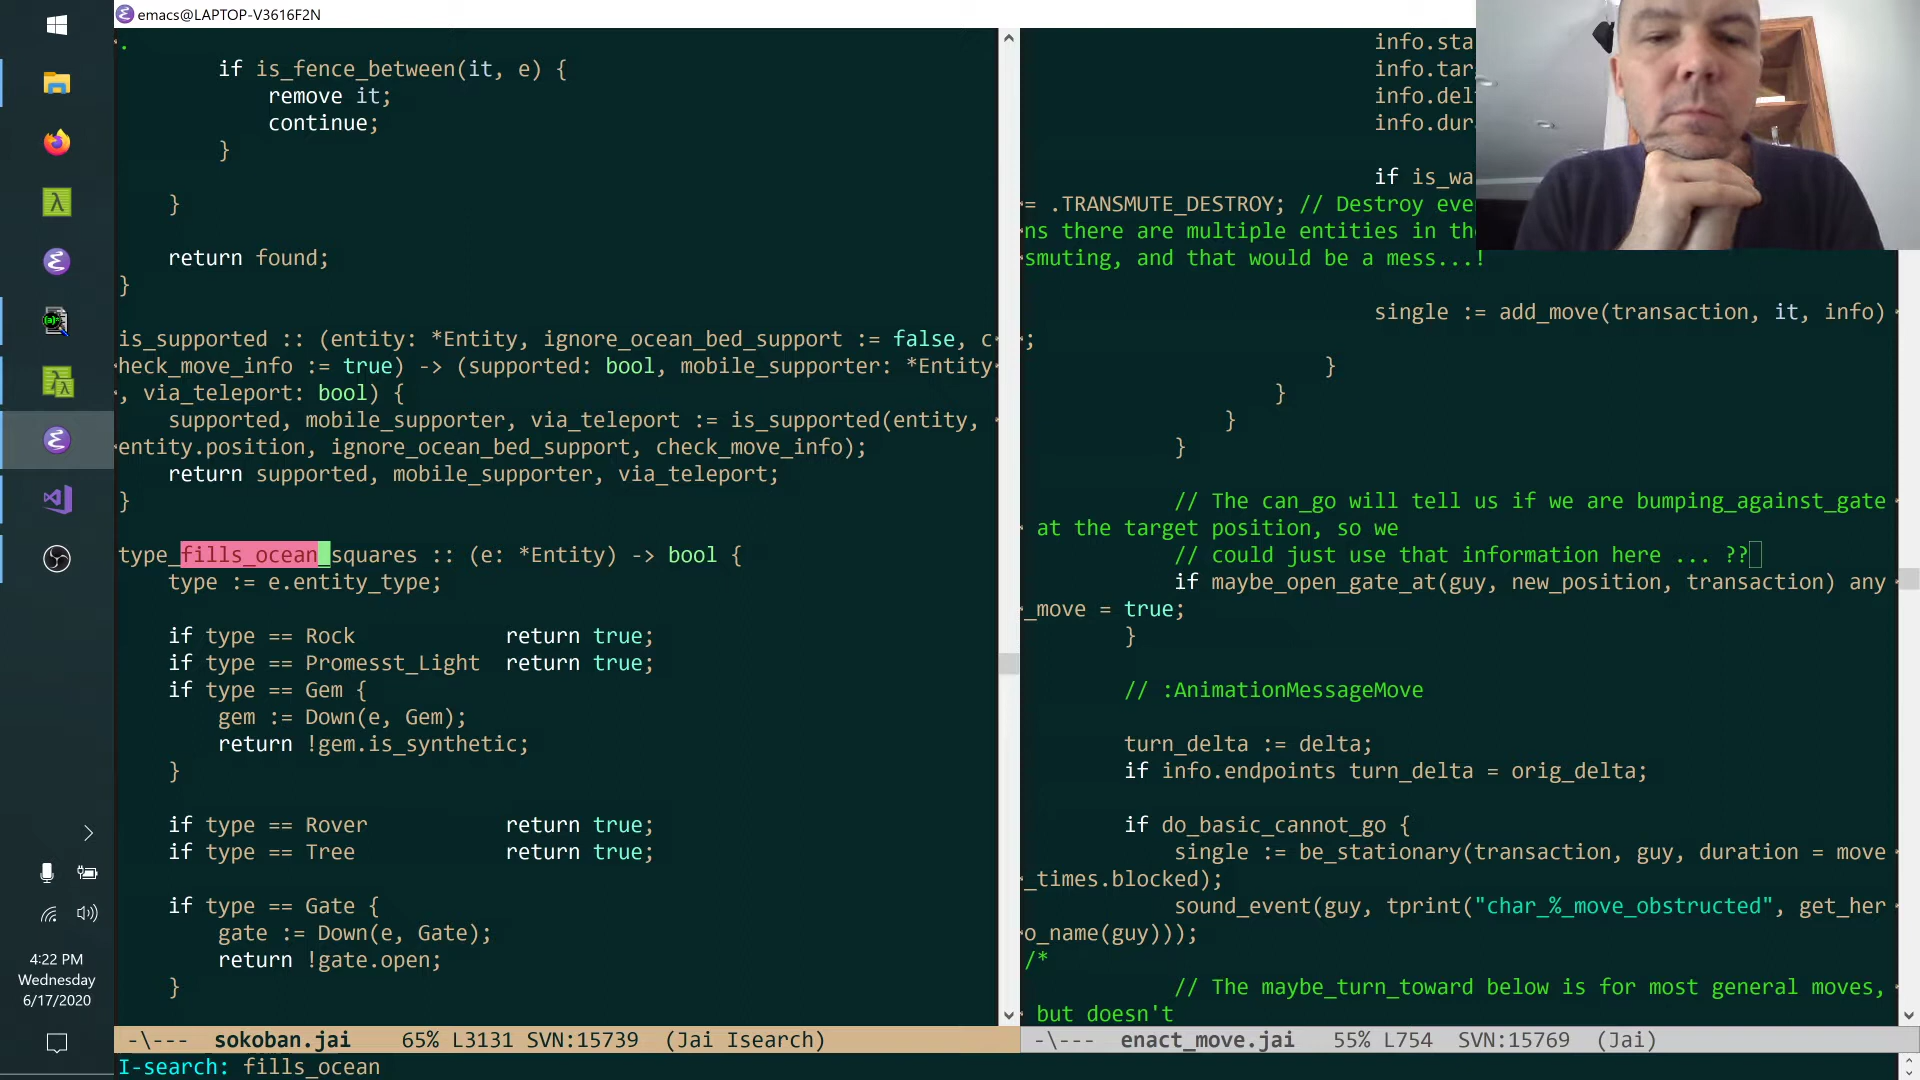 emacs@LAPTOP-V3616F2N
if is_fence_between(it, e) {
remove it;
continue;
}
}
return found;
}
is_supported :: (entity: *Entity, ignore_ocean_bed_support := false, c
heck_move_info := true) -> (supported: bool, mobile_supporter: *Entity
, via_teleport: bool) {
supported, mobile_supporter, via_teleport := is_supported(entity,
entity.position, ignore_ocean_bed_support, check_move_info);
return supported, mobile_supporter, via_teleport;
}
type_fills_ocean_squares :: (e: *Entity) -> bool {
type := e.entity_type;
if type == Rock return true;
if type == Promesst_Light return true;
if type == Gem {
gem := Down(e, Gem);
return !gem.is_synthetic;
}
if type == Rover return true;
if type == Tree return true;
if type == Gate {
gate := Down(e, Gate);
return !gate.open;
}
-\--- sokoban.jai 65% L3131 SVN:15739 (Jai Isearch)
I-search: fills_ocean
info.sta
info.tar
info.del
info.dur
if is_wa
= .TRANSMUTE_DESTROY; // Destroy eve
ns there are multiple entities in th
smuting, and that would be a mess...!
single := add_move(transaction, it, info)
;
}
}
}
}
// The can_go will tell us if we are bumping_against_gate
at the target position, so we
// could just use that information here ... ??
if maybe_open_gate_at(guy, new_position, transaction) any
_move = true;
}
// :AnimationMessageMove
turn_delta := delta;
if info.endpoints turn_delta = orig_delta;
if do_basic_cannot_go {
single := be_stationary(transaction, guy, duration = move
_times.blocked);
sound_event(guy, tprint("char_%_move_obstructed", get_her
o_name(guy)));
/*
// The maybe_turn_toward below is for most general moves,
but doesn't
-\--- enact_move.jai 55% L754 SVN:15769 (Jai)
4:22 PM
Wednesday
6/17/2020